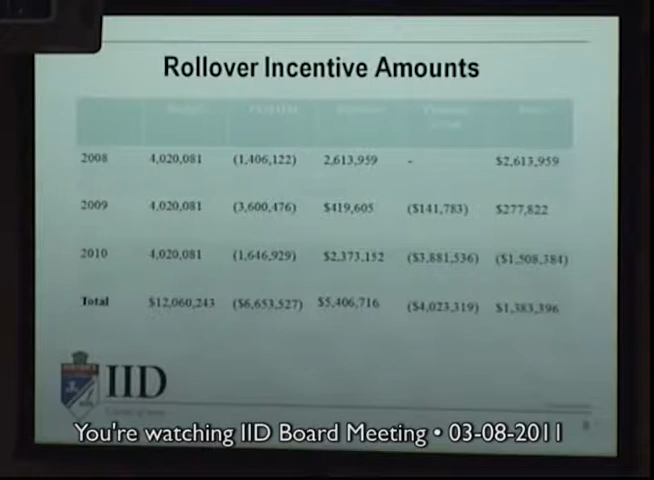 Rollover Incentive Amounts
2008 4,020,081 (1,406,122) 2,613,959 - $2,613,959
2009 4,020,081 (3,600,476) $419,605 ($141,783) $277,822
2010 4,020,081 (1,646,929) $2,373,152 ($3,881,536) ($1,508,384)
Total $12,060,243 ($6,653,527) $5,406,716 ($4,023,319) $1,383,396
IID
You're watching IID Board Meeting • 03-08-2011